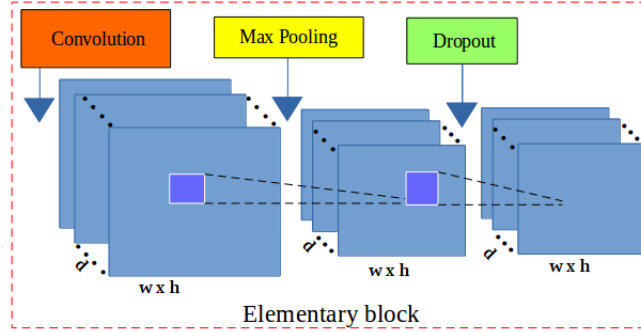 Convolution
Max Pooling
Dropout
d
w x h
d
w x h
d
w x h
Elementary block